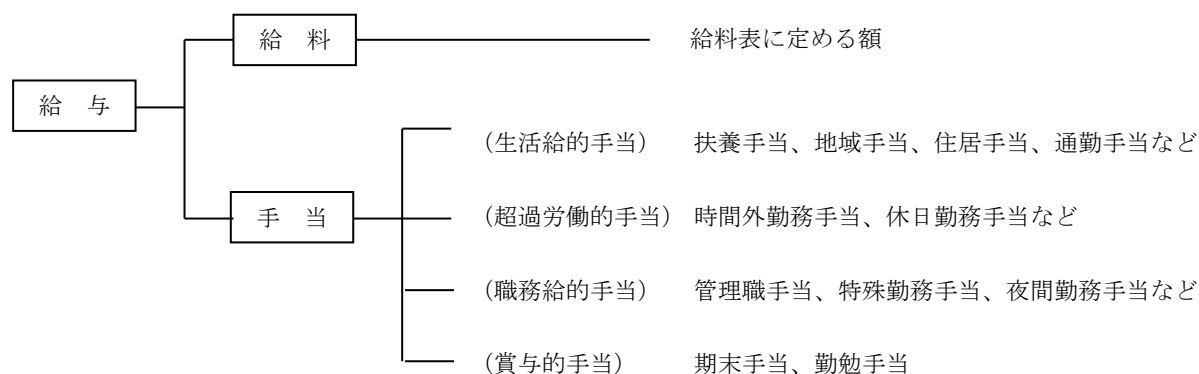 給 料
給料表に定める額
給 与
（生活給的手当） 扶養手当、地域手当、住居手当、通勤手当など
手 当
（超過労働的手当） 時間外勤務手当、休日勤務手当など
（職務給的手当） 管理職手当、特殊勤務手当、夜間勤務手当など
（賞与的手当） 期末手当、勤勉手当